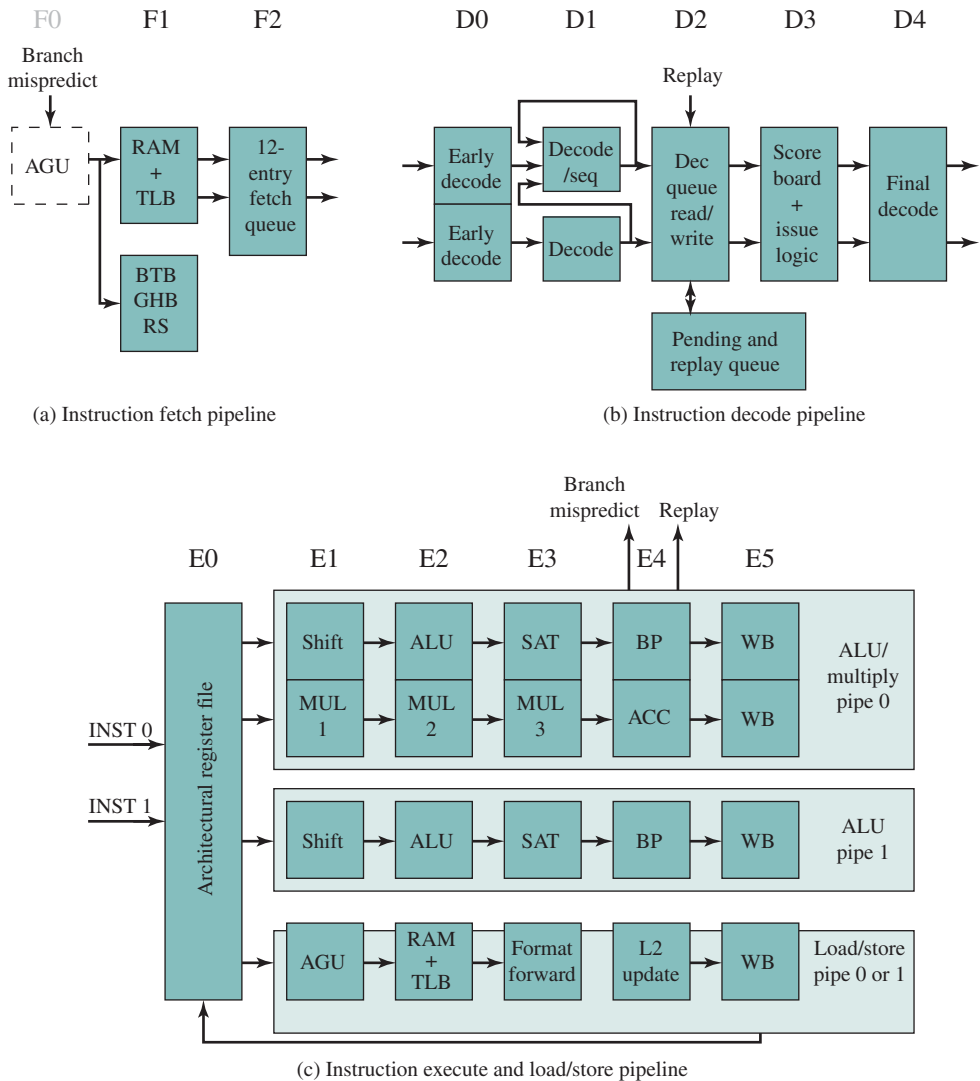 F0
F1
F2
D0
D1
D2
D3
D4
Branch
mispredict
AGU
RAM
+
TLB
12-
entry
fetch
queue
BTB
GHB
RS
(a) Instruction fetch pipeline
Replay
Early
decode
Early
decode
Decode
/seq
Decode
Dec
queue
read/
write
Score
board
+
issue
logic
Final
decode
Pending and
replay queue
(b) Instruction decode pipeline
Branch
mispredict
Replay
E0
E1
E2
E3
E4
E5
INST 0
INST 1
Architectural register file
Shift
ALU
SAT
BP
WB
MUL
1
MUL
2
MUL
3
ACC
WB
ALU/
multiply
pipe 0
Shift
ALU
SAT
BP
WB
ALU
pipe 1
AGU
RAM
+
TLB
Format
forward
L2
update
WB
Load/store
pipe 0 or 1
(c) Instruction execute and load/store pipeline